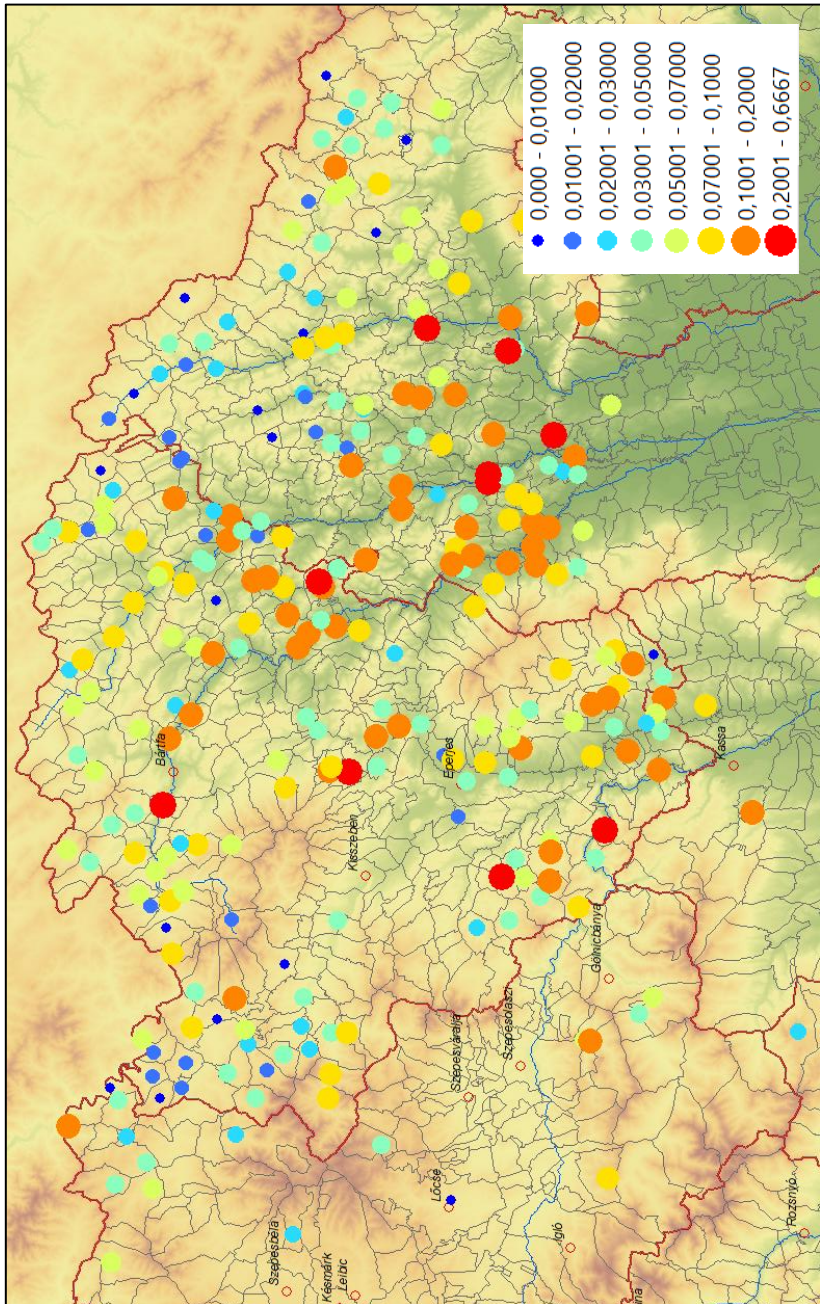 0,000 - 0,01000
0,01001 - 0,02000
0,02001 - 0,03000
0,03001 - 0,05000
0,05001 - 0,07000
0,07001 - 0,1000
0,1001 - 0,2000
0,2001 - 0,6667
Bártfa
Kisszeben
Eperjes
Kassa
Gölnicbánya
Szepesolaszi
Szepesváralja
Lőcse
Szepesbéla
Késmárk
Leibic
Igló
Rozsnyó
ina